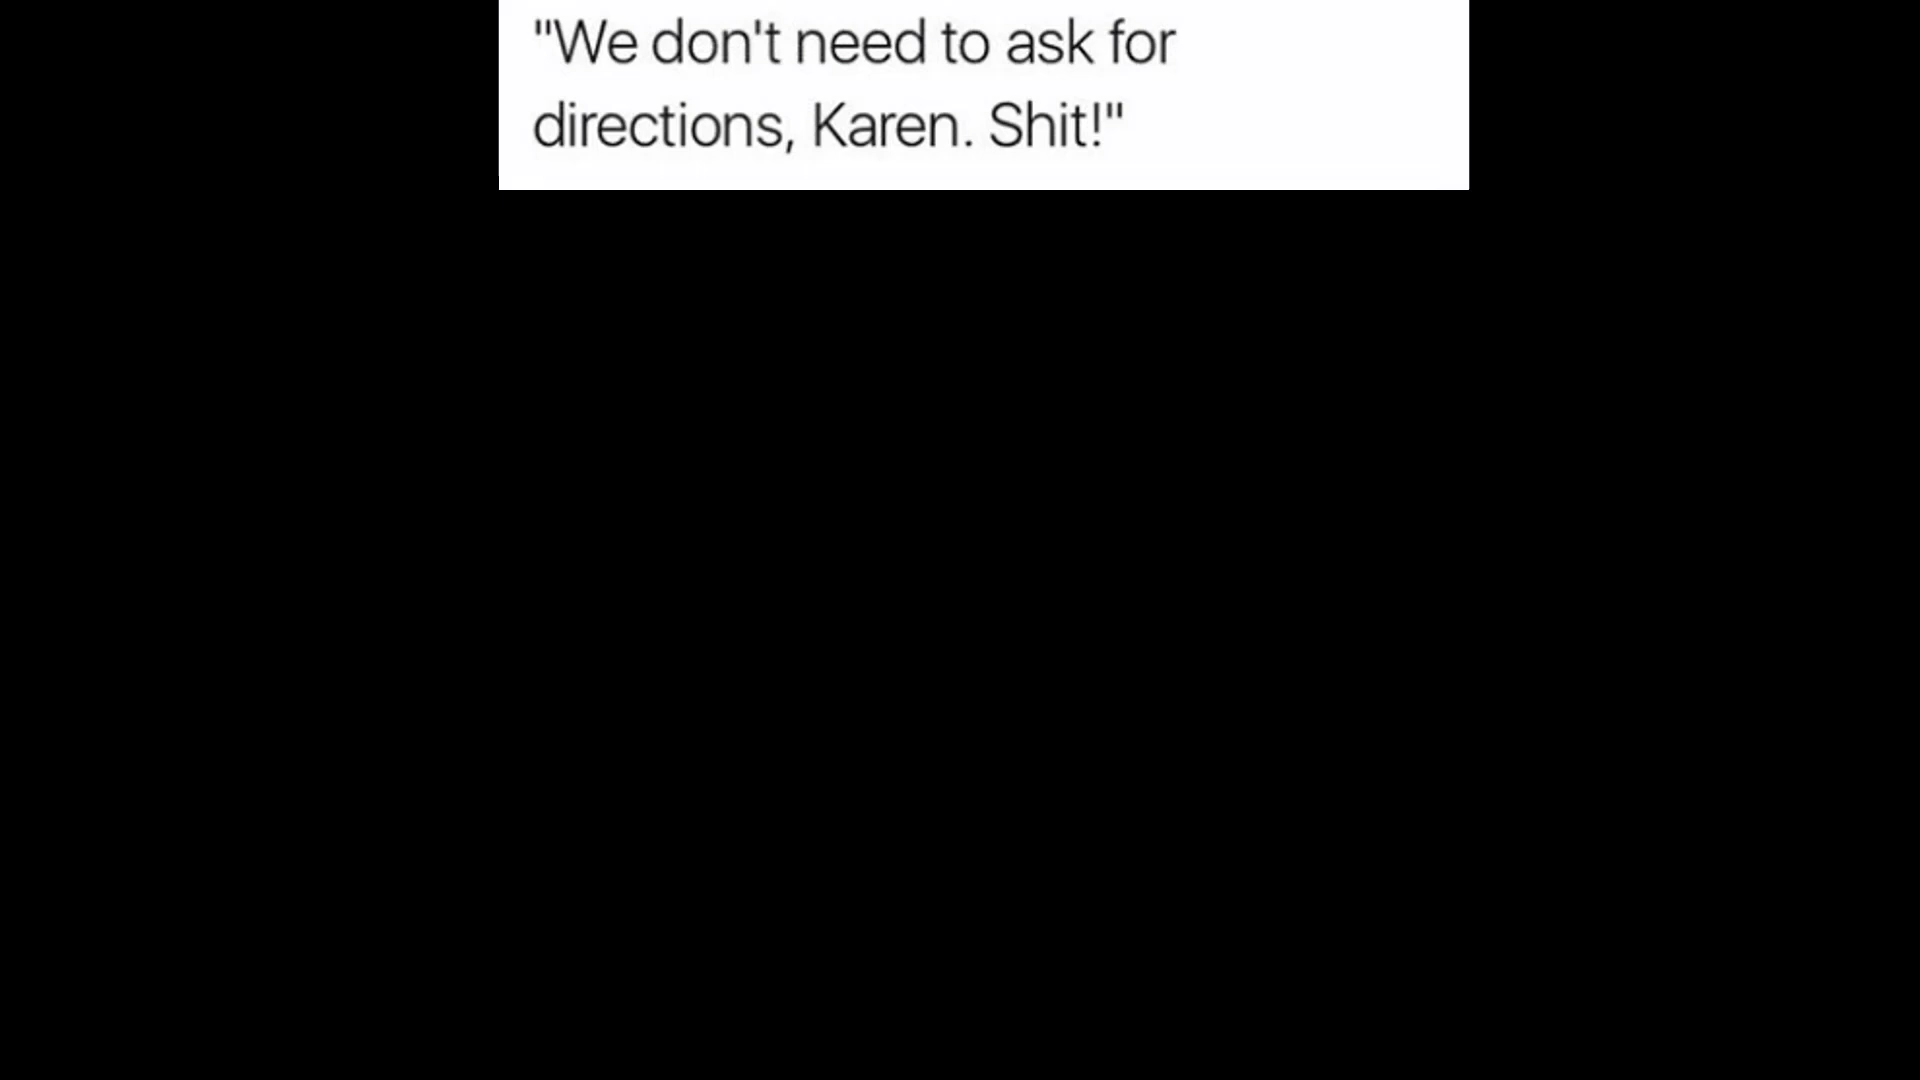 "We don't need to ask for
directions, Karen. Shit!"